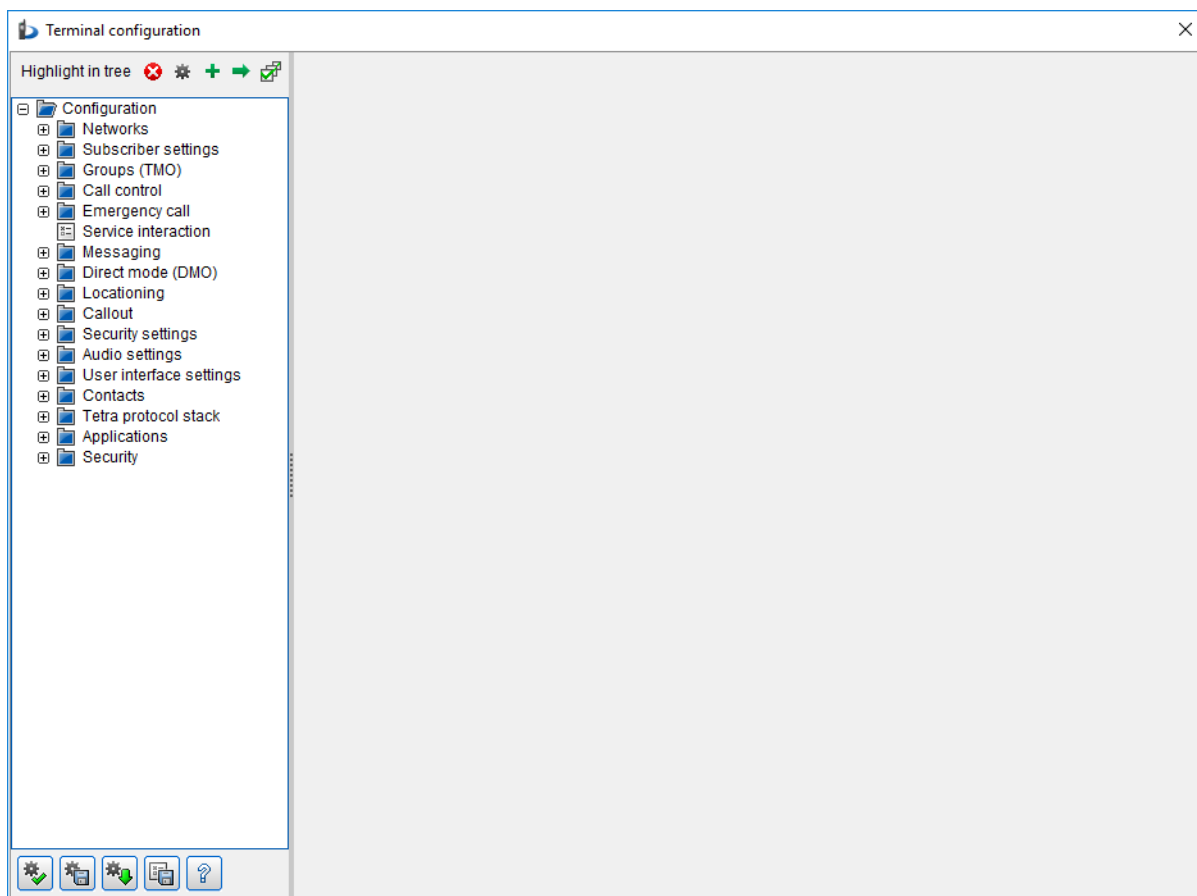 Terminal configuration
Highlight in tree
Configuration
Networks
Subscriber settings
Groups (TMO)
Call control
Emergency call
Service interaction
Messaging
Direct mode (DMO)
Locationing
Callout
Security settings
Audio settings
User interface settings
Contacts
Tetra protocol stack
Applications
Security